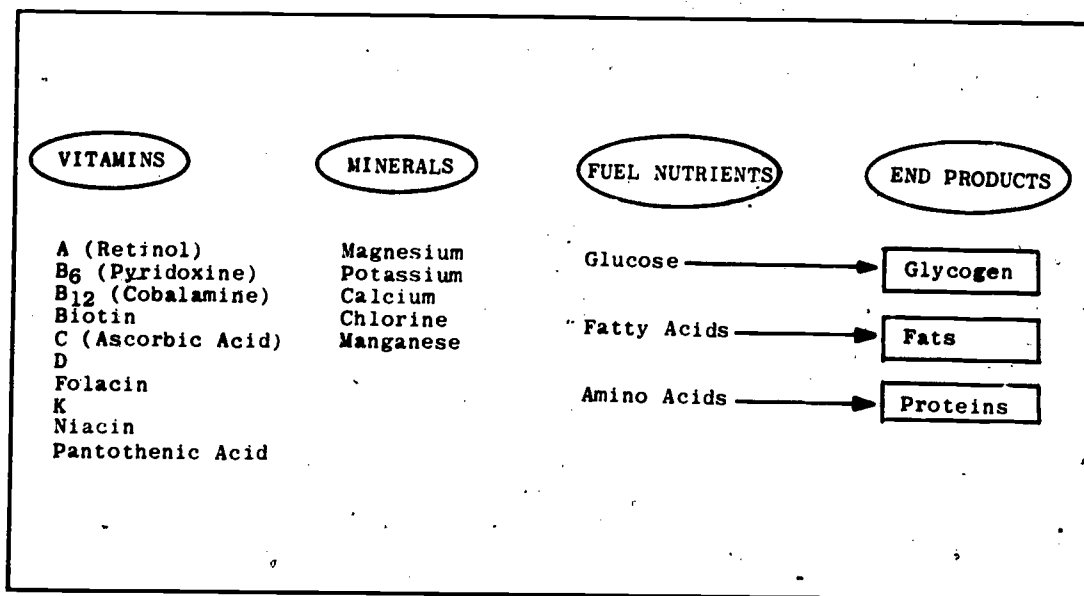 VITAMINS
MINERALS
FUEL NUTRIENTS
END PRODUCTS
A (Retinol)
B6 (Pyridoxine)
B12 (Cobalamine)
Biotin
C (Ascorbic Acid)
D
Folacin
K
Niacin
Pantothenic Acid
Magnesium
Potassium
Calcium
Chlorine
Manganese
Glucose
Fatty Acids
Amino Acids
Glycogen
Fats
Proteins